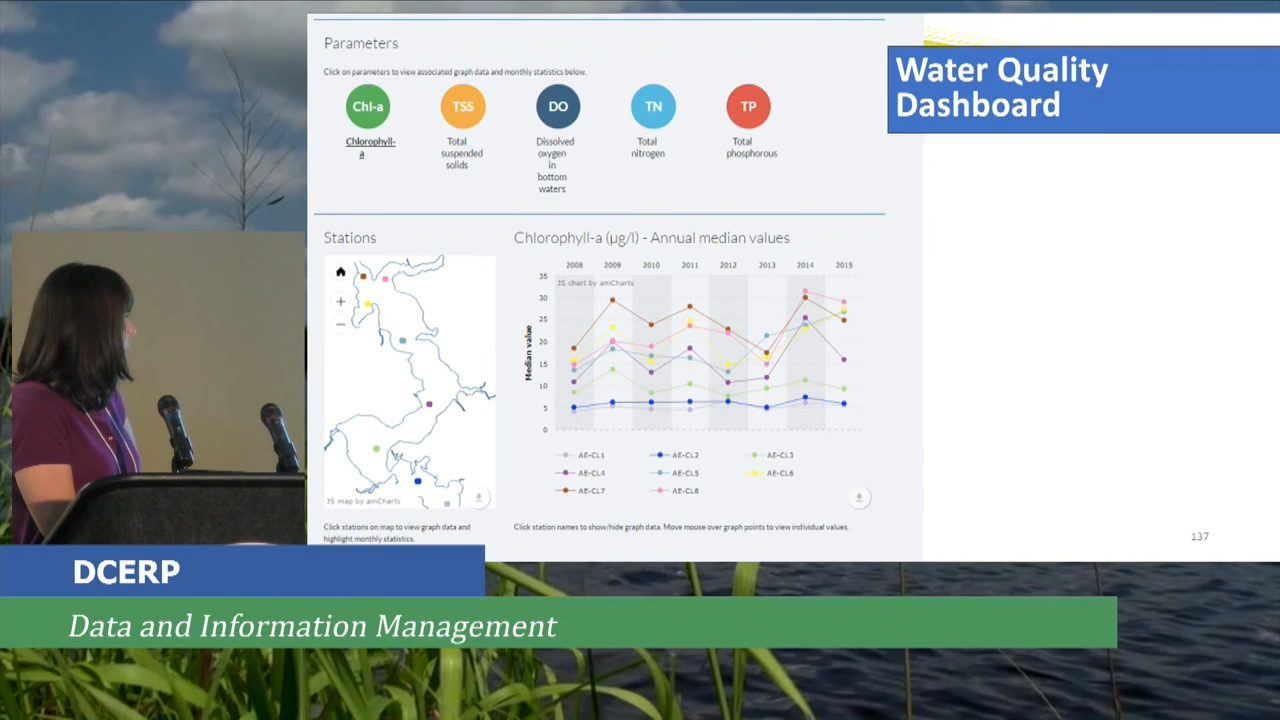 Parameters
Click on parameters to view associated graph data and monthly statistics below.
Chl-a
TSS
DO
TN
TP
Chlorophyll-
a
Total
suspended
solids
Dissolved
oxygen
in
bottom
waters
Total
nitrogen
Total
phosphorous
Water Quality
Dashboard
Stations
Chlorophyll-a (µg/l) - Annual median values
2008 2009 2010 2011 2012 2013 2014 2015
JS chart by amCharts
Median value
35
30
25
20
15
10
5
0
AE-CL1 AE-CL2 AE-CL3
AE-CL4 AE-CL5 AE-CL6
AE-CL7 AE-CL8
JS map by amCharts
Click stations on map to view graph data and
highlight monthly statistics.
Click station names to show/hide graph data. Move mouse over graph points to view individual values.
137
DCERP
Data and Information Management